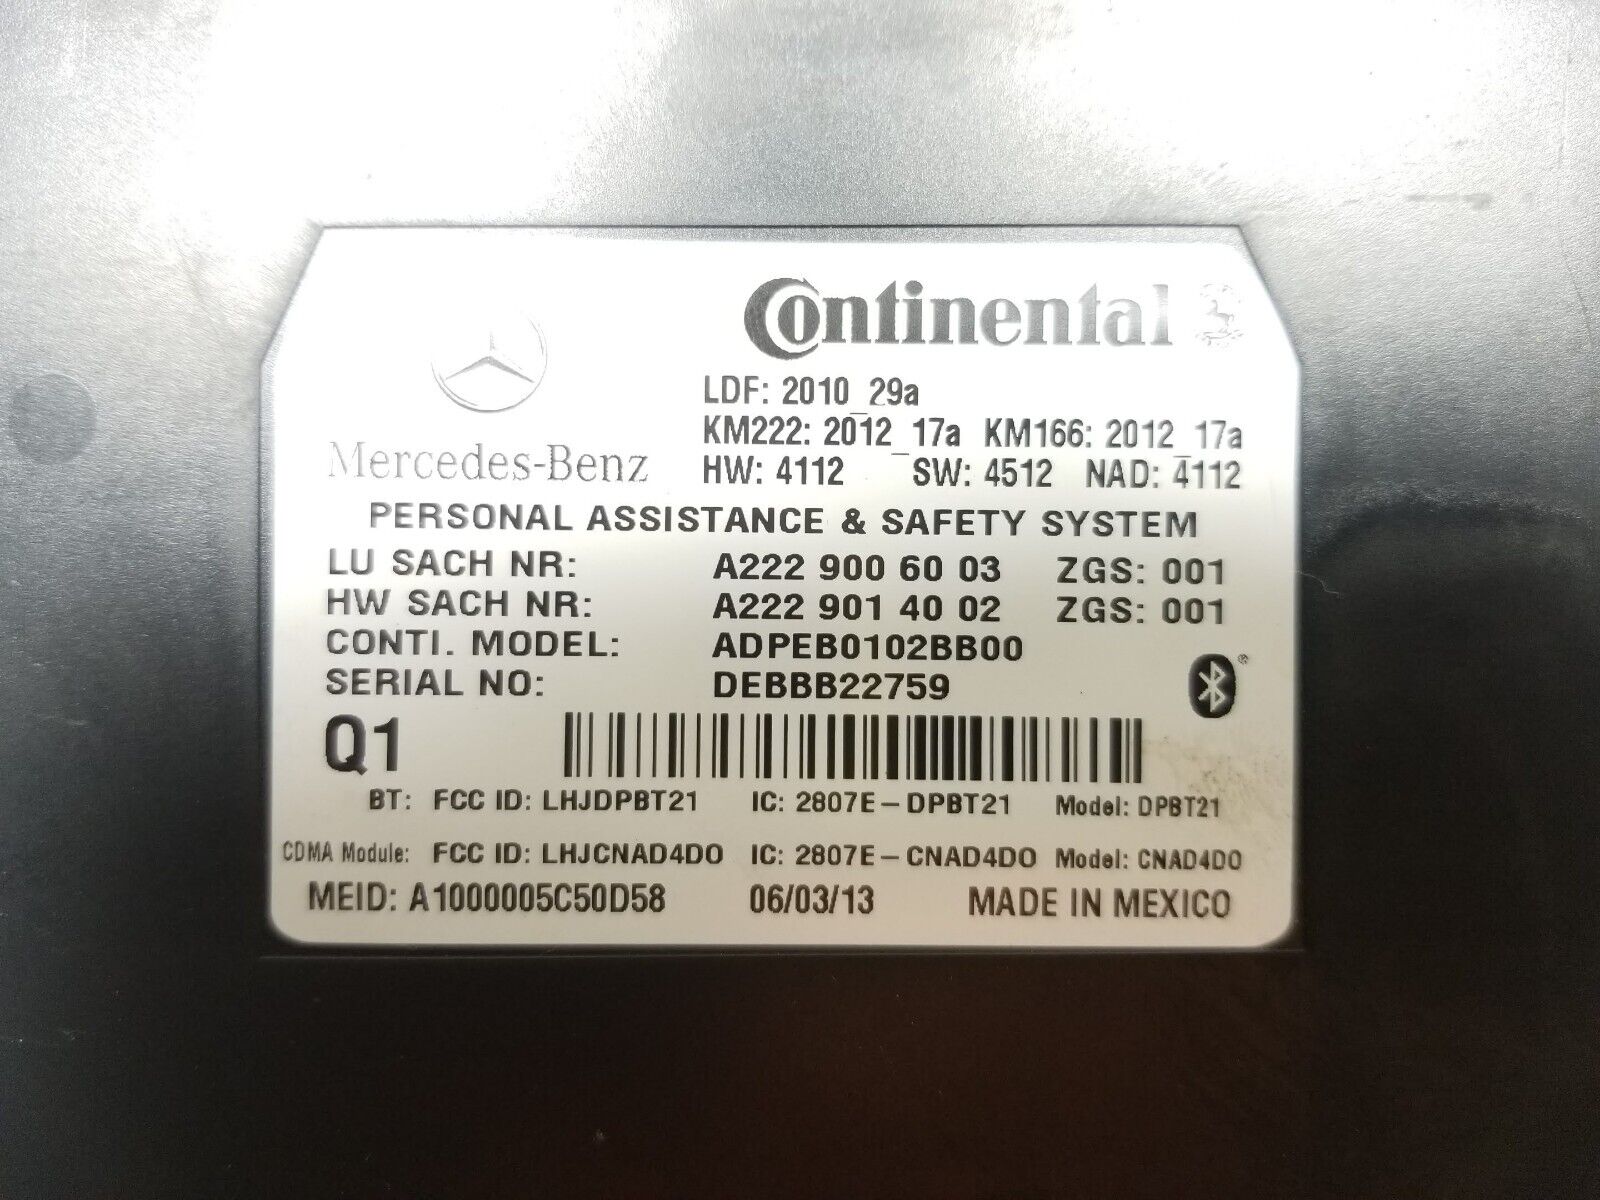 Continental
LDF: 2010_29a
KM222: 2012_17a KM166: 2012_17a
Mercedes-Benz HW: 4112 SW: 4512 NAD: 4112
PERSONAL ASSISTANCE & SAFETY SYSTEM
LU SACH NR: A222 900 60 03 ZGS: 001
HW SACH NR: A222 901 40 02 ZGS: 001
CONTI. MODEL: ADPEB0102BB00
SERIAL NO: DEBBB22759
Q1
BT: FCC ID: LHJDPBT21 IC: 2807E-DPBT21 Model: DPBT21
CDMA Module: FCC ID: LHJCNAD4DO IC: 2807E-CNAD4DO Model: CNAD4DO
MEID: A1000005C50D58 06/03/13 MADE IN MEXICO